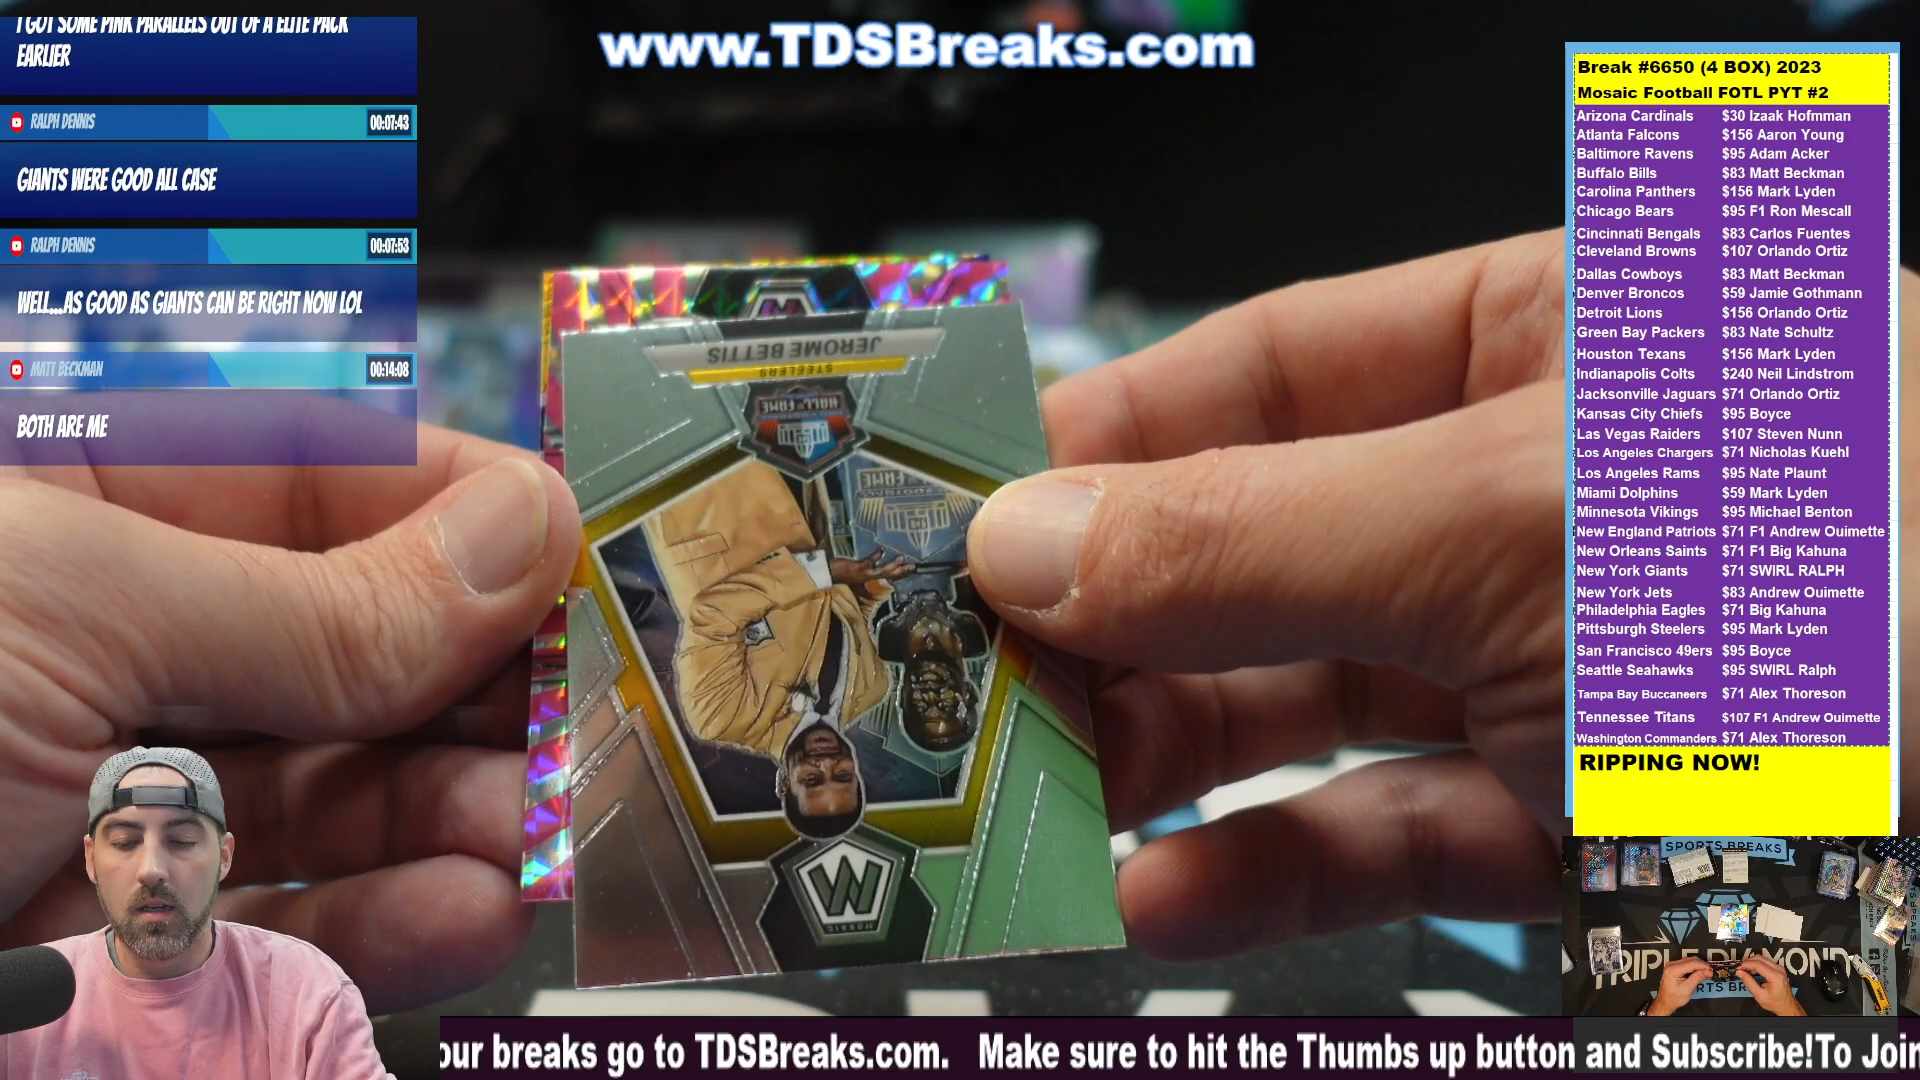 I GOT SOME PINK PARALLELS OUT OF A ELITE PACK
EARLIER
RALPH DENNIS 00:07:43
GIANTS WERE GOOD ALL CASE
RALPH DENNIS 00:07:53
WELL...AS GOOD AS GIANTS CAN BE RIGHT NOW LOL
MATT BECKMAN 00:14:08
BOTH ARE ME
www.TDSBreaks.com
JEROME BETTIS
STEELERS
HALL OF FAME
MOSAIC
Break #6650 (4 BOX) 2023
Mosaic Football FOTL PYT #2
Arizona Cardinals $30 Izaak Hofmman
Atlanta Falcons $156 Aaron Young
Baltimore Ravens $95 Adam Acker
Buffalo Bills $83 Matt Beckman
Carolina Panthers $156 Mark Lyden
Chicago Bears $95 F1 Ron Mescall
Cincinnati Bengals $83 Carlos Fuentes
Cleveland Browns $107 Orlando Ortiz
Dallas Cowboys $83 Matt Beckman
Denver Broncos $59 Jamie Gothmann
Detroit Lions $156 Orlando Ortiz
Green Bay Packers $83 Nate Schultz
Houston Texans $156 Mark Lyden
Indianapolis Colts $240 Neil Lindstrom
Jacksonville Jaguars $71 Orlando Ortiz
Kansas City Chiefs $95 Boyce
Las Vegas Raiders $107 Steven Nunn
Los Angeles Chargers $71 Nicholas Kuehl
Los Angeles Rams $95 Nate Plaunt
Miami Dolphins $59 Mark Lyden
Minnesota Vikings $95 Michael Benton
New England Patriots $71 F1 Andrew Ouimette
New Orleans Saints $71 F1 Big Kahuna
New York Giants $71 SWIRL RALPH
New York Jets $83 Andrew Ouimette
Philadelphia Eagles $71 Big Kahuna
Pittsburgh Steelers $95 Mark Lyden
San Francisco 49ers $95 Boyce
Seattle Seahawks $95 SWIRL Ralph
Tampa Bay Buccaneers $71 Alex Thoreson
Tennessee Titans $107 F1 Andrew Ouimette
Washington Commanders $71 Alex Thoreson
RIPPING NOW!
SPORTS BREAKS
TRIPLE DIAMOND
SPORTS BR
our breaks go to TDSBreaks.com. Make sure to hit the Thumbs up button and Subscribe!To Join